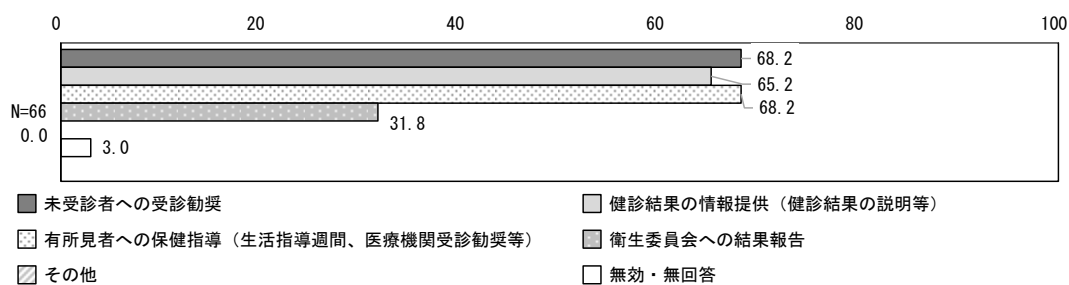 0 20 40 60 80 100
68.2
65.2
68.2
N=66
31.8
0.0
3.0
未受診者への受診勧奨 健診結果の情報提供（健診結果の説明等）
有所見者への保健指導（生活指導週間、医療機関受診勧奨等） 衛生委員会への結果報告
その他 無効・無回答